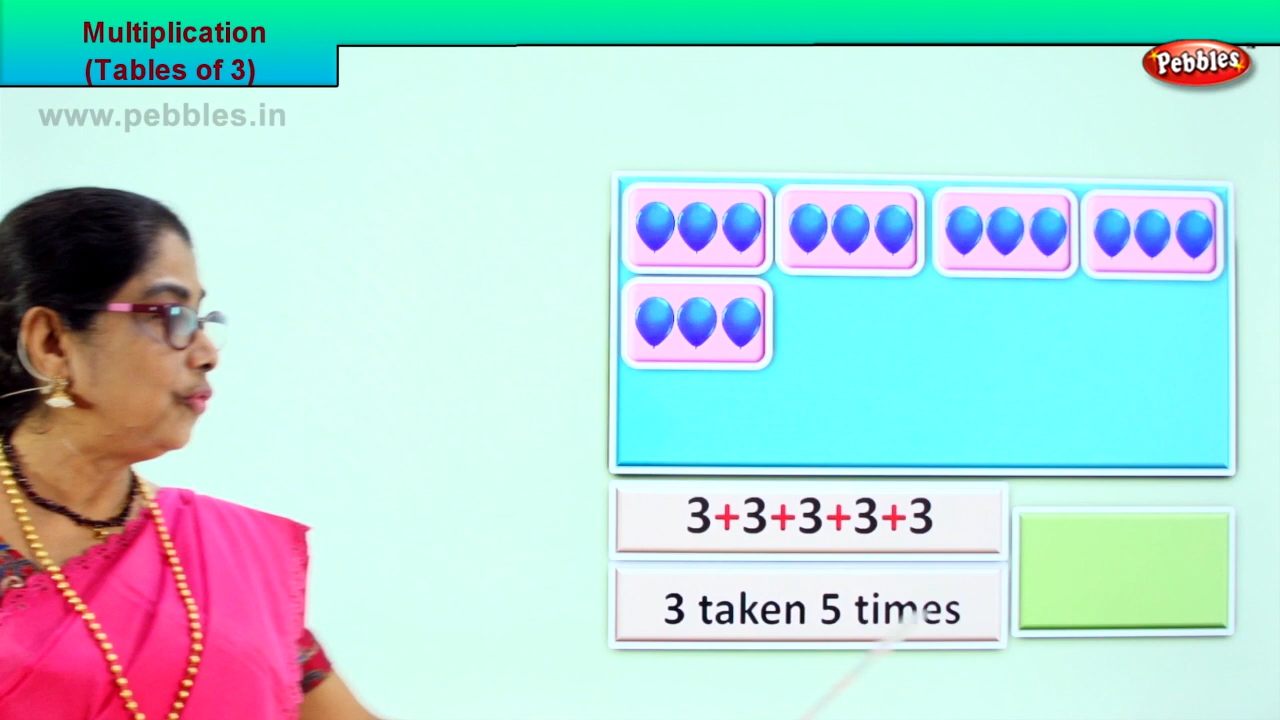 Multiplication
(Tables of 3)
Pebbles
www.pebbles.in
3+3+3+3+3
3 taken 5 times